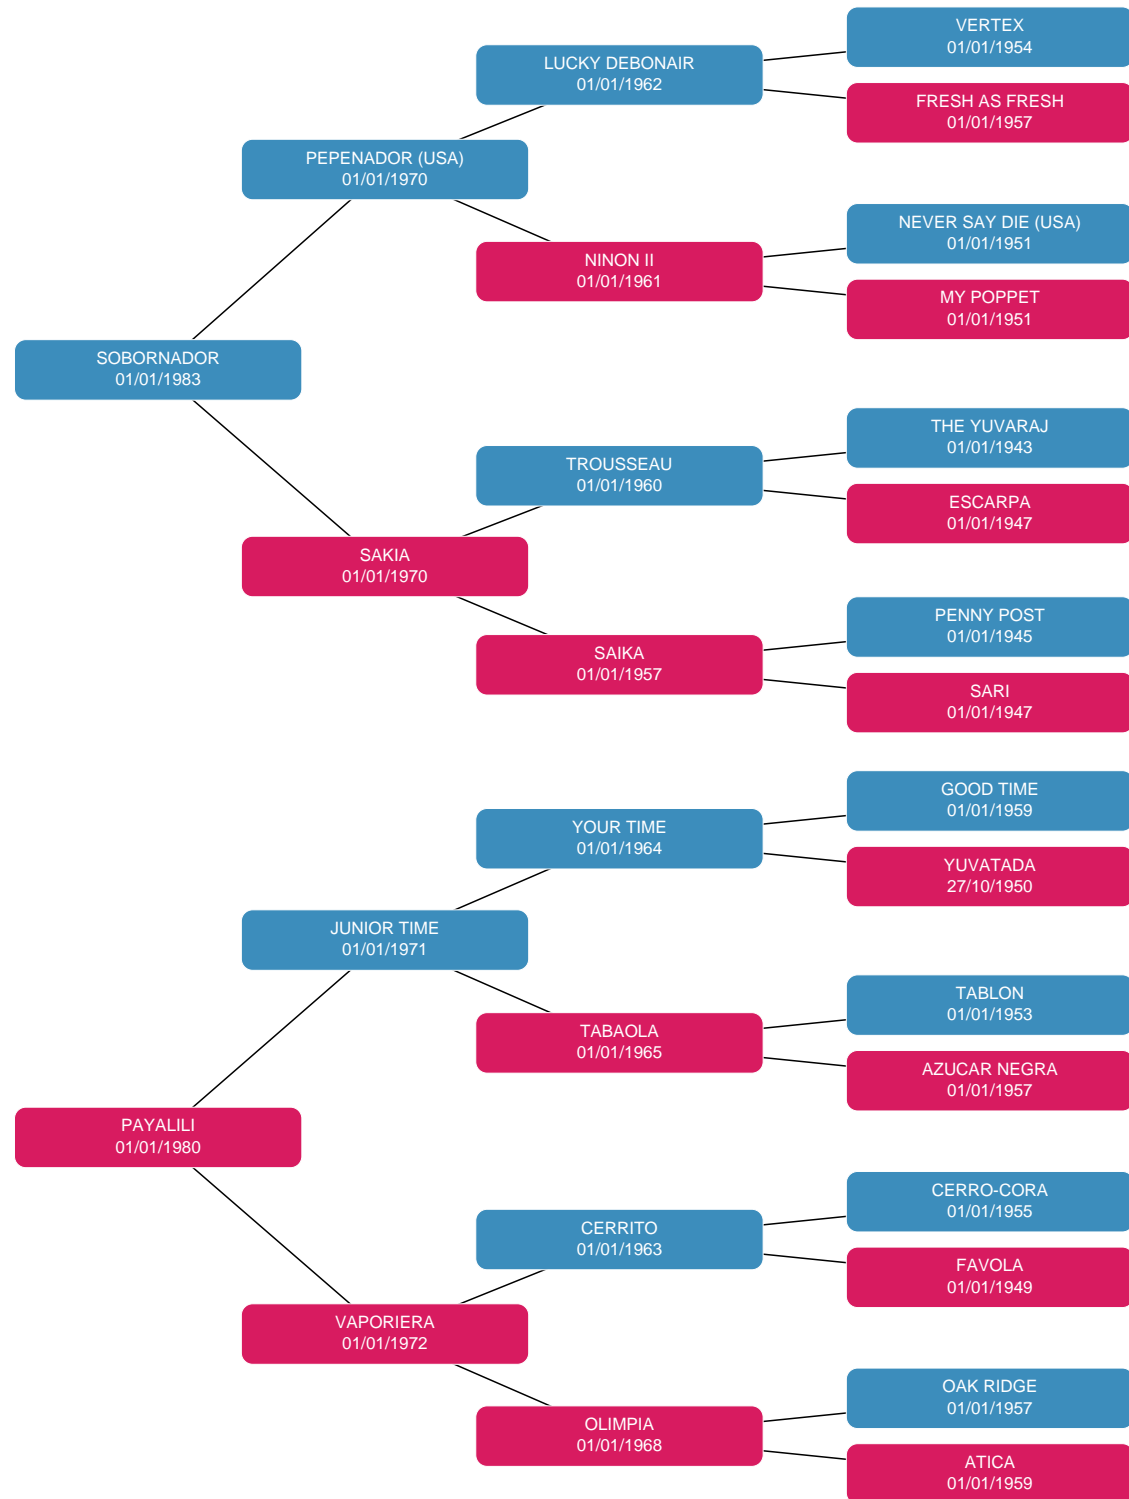 VERTEX
01/01/1954
LUCKY DEBONAIR
01/01/1962
FRESH AS FRESH
01/01/1957
PEPENADOR (USA)
01/01/1970
NEVER SAY DIE (USA)
01/01/1951
NINON II
01/01/1961
MY POPPET
01/01/1951
SOBORNADOR
01/01/1983
THE YUVARAJ
01/01/1943
TROUSSEAU
01/01/1960
ESCARPA
01/01/1947
SAKIA
01/01/1970
PENNY POST
01/01/1945
SAIKA
01/01/1957
SARI
01/01/1947
GOOD TIME
01/01/1959
YOUR TIME
01/01/1964
YUVATADA
27/10/1950
JUNIOR TIME
01/01/1971
TABLON
01/01/1953
TABAOLA
01/01/1965
AZUCAR NEGRA
01/01/1957
PAYALILI
01/01/1980
CERRO-CORA
01/01/1955
CERRITO
01/01/1963
FAVOLA
01/01/1949
VAPORIERA
01/01/1972
OAK RIDGE
01/01/1957
OLIMPIA
01/01/1968
ATICA
01/01/1959